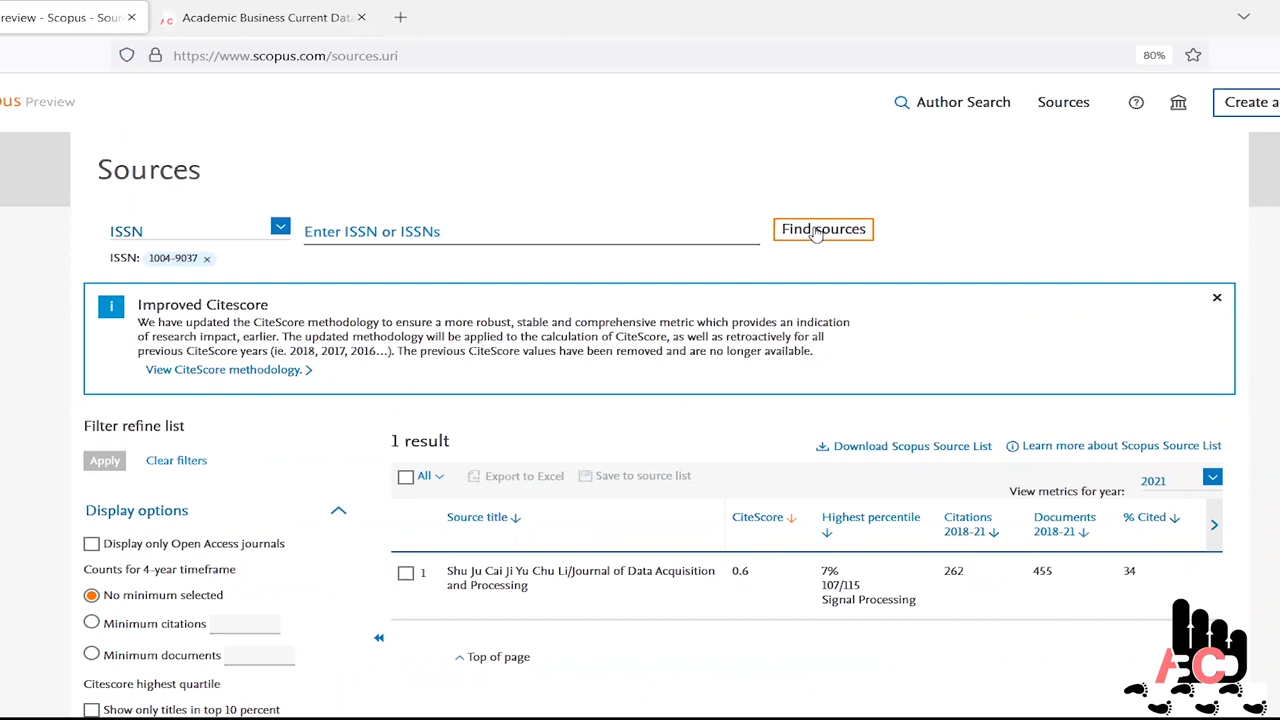 review - Scopus - Sour
Academic Business Current Data
https://www.scopus.com/sources.uri
80%
pus Preview
Author Search
Sources
Create a
Sources
ISSN
Enter ISSN or ISSNs
Find sources
ISSN: 1004-9037
Improved Citescore
We have updated the CiteScore methodology to ensure a more robust, stable and comprehensive metric which provides an indication
of research impact, earlier. The updated methodology will be applied to the calculation of CiteScore, as well as retroactively for all
previous CiteScore years (ie. 2018, 2017, 2016...). The previous CiteScore values have been removed and are no longer available.
View CiteScore methodology.
Filter refine list
Apply
Clear filters
Display options
Display only Open Access journals
Counts for 4-year timeframe
No minimum selected
Minimum citations
Minimum documents
Citescore highest quartile
Show only titles in top 10 percent
1 result
Download Scopus Source List
Learn more about Scopus Source List
All
Export to Excel
Save to source list
View metrics for year:
2021
Source title
CiteScore
Highest percentile
Citations
2018-21
Documents
2018-21
% Cited
1
Shu Ju Cai Ji Yu Chu Li/Journal of Data Acquisition
and Processing
0.6
7%
107/115
Signal Processing
262
455
34
Top of page
ABCD